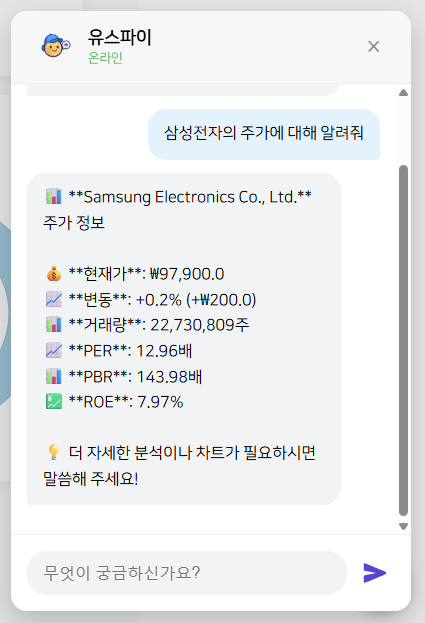 유스파이
온라인
삼성전자의 주가에 대해 알려줘
📊 **Samsung Electronics Co., Ltd.**
주가 정보
💰 **현재가**: ₩97,900.0
📈 **변동**: +0.2% (+₩200.0)
📊 **거래량**: 22,730,809주
📈 **PER**: 12.96배
📊 **PBR**: 143.98배
💹 **ROE**: 7.97%
💡 더 자세한 분석이나 차트가 필요하시면
말씀해 주세요!
무엇이 궁금하신가요?